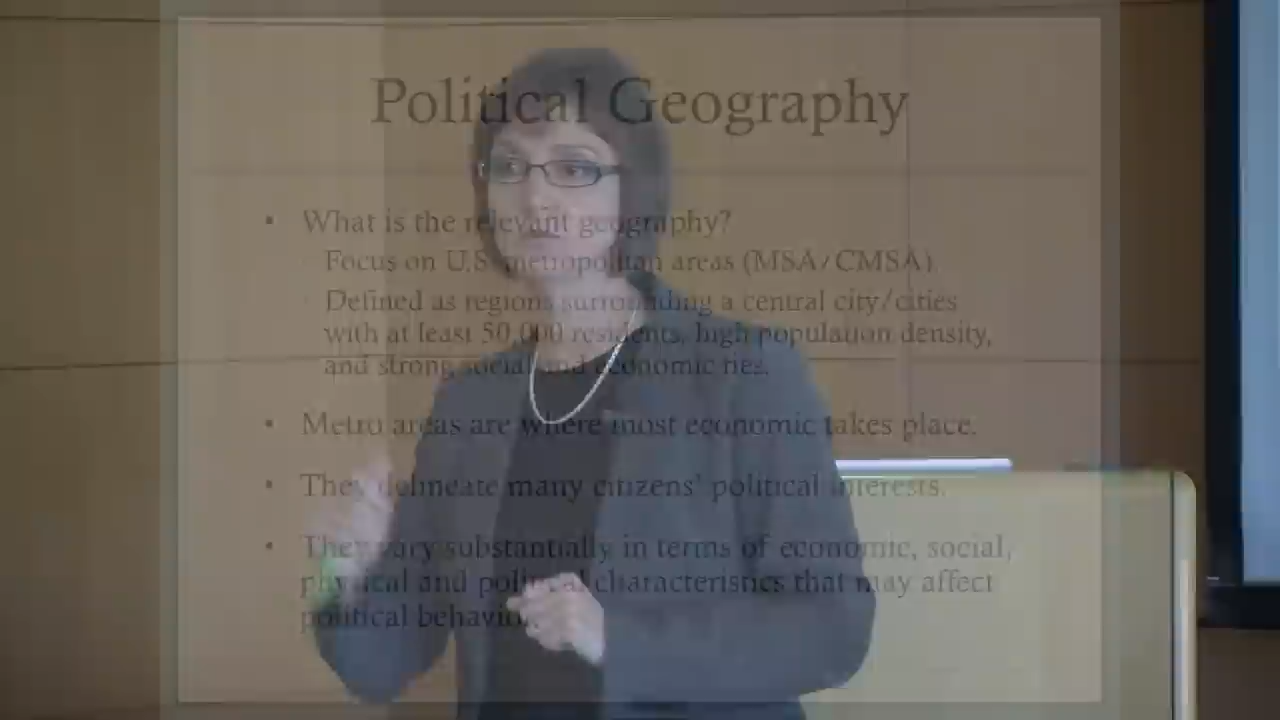 Political Geography
• What is the relevant geography?
Focus on U.S. metropolitan areas (MSA/CMSA)
Defined as regions surrounding a central city/cities
with at least 50,000 residents, high population density,
and strong social and economic ties.
• Metro areas are where most economic takes place.
• They delineate many citizens' political interests.
• They vary substantially in terms of economic, social,
physical and political characteristics that may affect
political behavior.